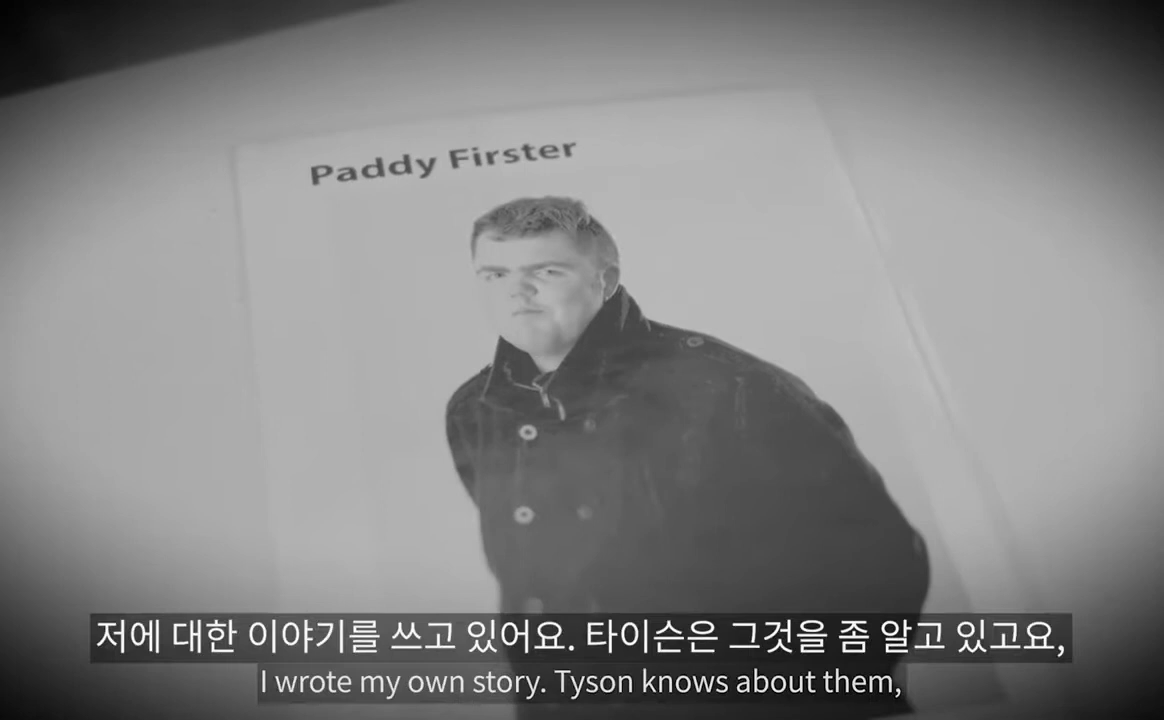 Paddy Firster
저에 대한 이야기를 쓰고 있어요. 타이슨은 그것을 좀 알고 있고요,
I wrote my own story. Tyson knows about them,